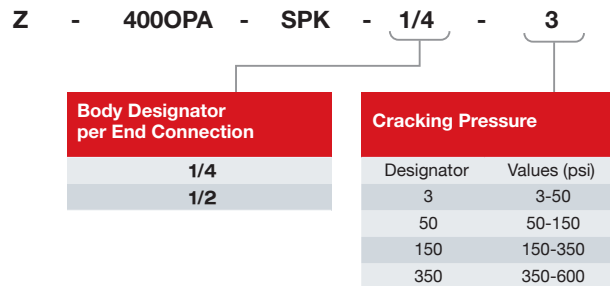 Z - 400OPA - SPK - 1/4 - 3
Body Designator
per End Connection
1/4
1/2
Cracking Pressure
Designator Values (psi)
3 3-50
50 50-150
150 150-350
350 350-600